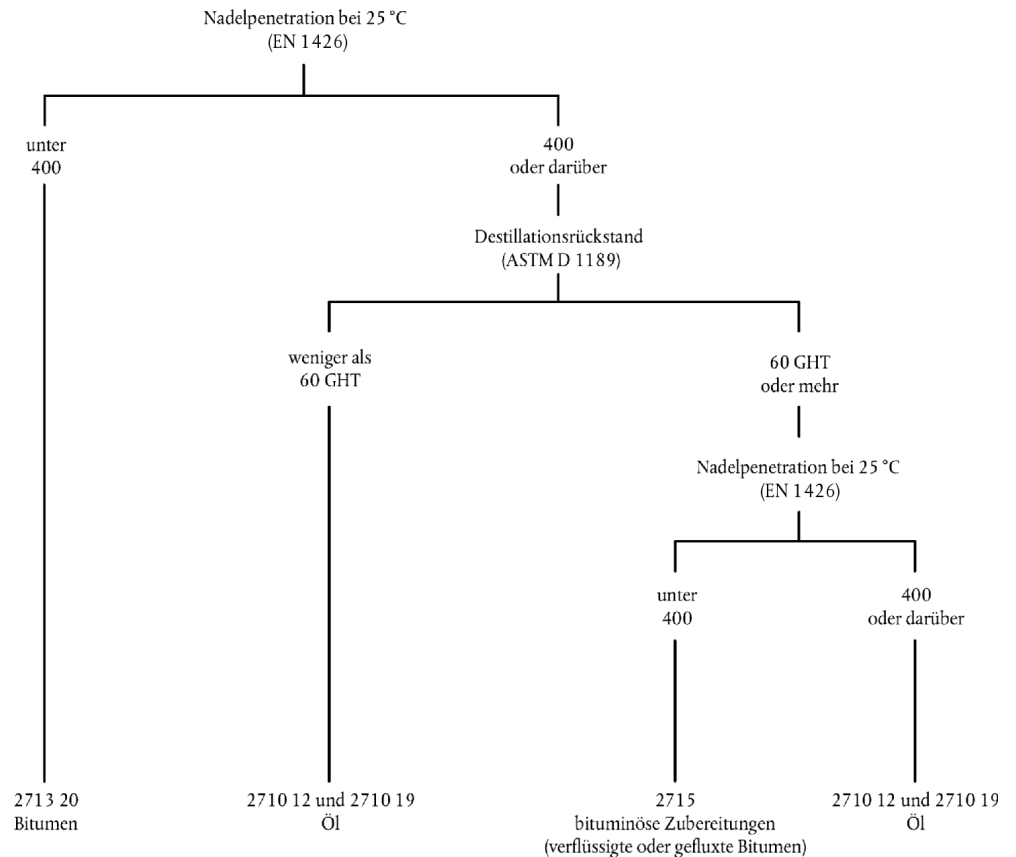 Nadelpenetration bei 25 °C
(EN 1426)
unter
400
400
oder darüber
Destillationsrückstand
(ASTM D 1189)
weniger als
60 GHT
60 GHT
oder mehr
Nadelpenetration bei 25 °C
(EN 1426)
unter
400
400
oder darüber
2713 20
Bitumen
2710 12 und 2710 19
Öl
2715
bituminöse Zubereitungen
(verflüssigte oder gefluxte Bitumen)
2710 12 und 2710 19
Öl